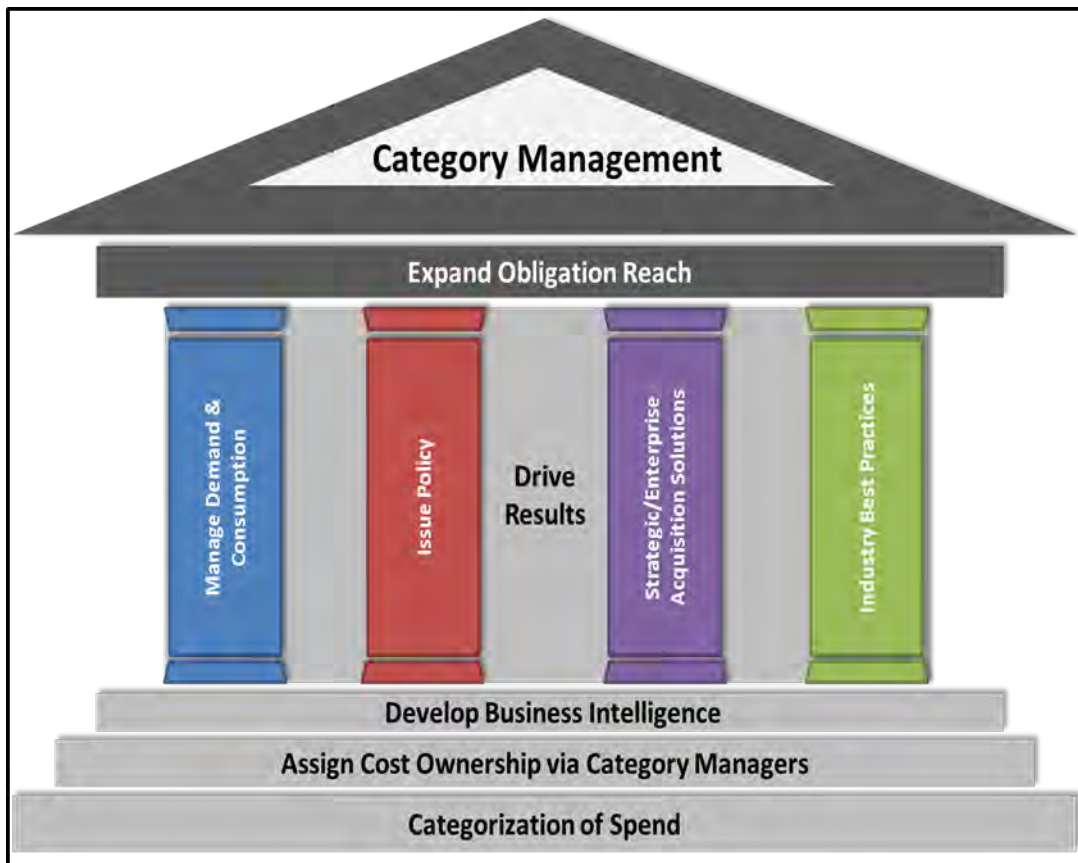 Category Management
Expand Obligation Reach
Manage Demand &
Consumption
Issue Policy
Drive
Results
Strategic/Enterprise
Acquisition Solutions
Industry Best Practices
Develop Business Intelligence
Assign Cost Ownership via Category Managers
Categorization of Spend